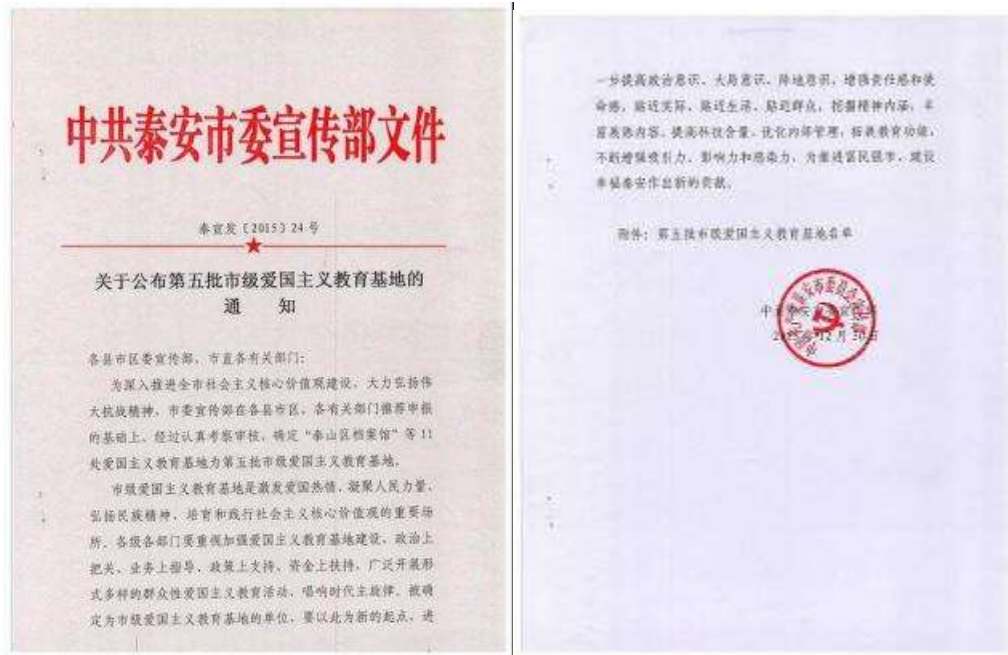 中共泰安市委宣传部文件
泰宣发〔2015〕24号
关于公布第五批市级爱国主义教育基地的
通 知
各县市区委宣传部、市直各有关部门：
为深入推进全市社会主义核心价值观建设，大力弘扬伟
大抗战精神，市委宣传部在各县市区、各有关部门推荐申报
的基础上，经过认真考察审核，确定“泰山区档案馆”等11
处爱国主义教育基地为第五批市级爱国主义教育基地。
市级爱国主义教育基地是激发爱国热情、凝聚人民力量、
弘扬民族精神、培育和践行社会主义核心价值观的重要场
所。各级各部门要重视加强爱国主义教育基地建设，政治上
把关、业务上指导、政策上支持、资金上扶持，广泛开展形
式多样的群众性爱国主义教育活动，唱响时代主旋律。被确
定为市级爱国主义教育基地的单位，要以此为新的起点，进
一步提高政治意识、大局意识、阵地意识，增强责任感和使
命感，贴近实际、贴近生活、贴近群众，挖掘精神内涵，丰
富展陈内容，提高科技含量，优化内部管理，拓展教育功能，
不断增强吸引力、影响力和感染力，为推进富民强市、建设
幸福泰安作出新的贡献。
附件：第五批市级爱国主义教育基地名单
中
12月30日